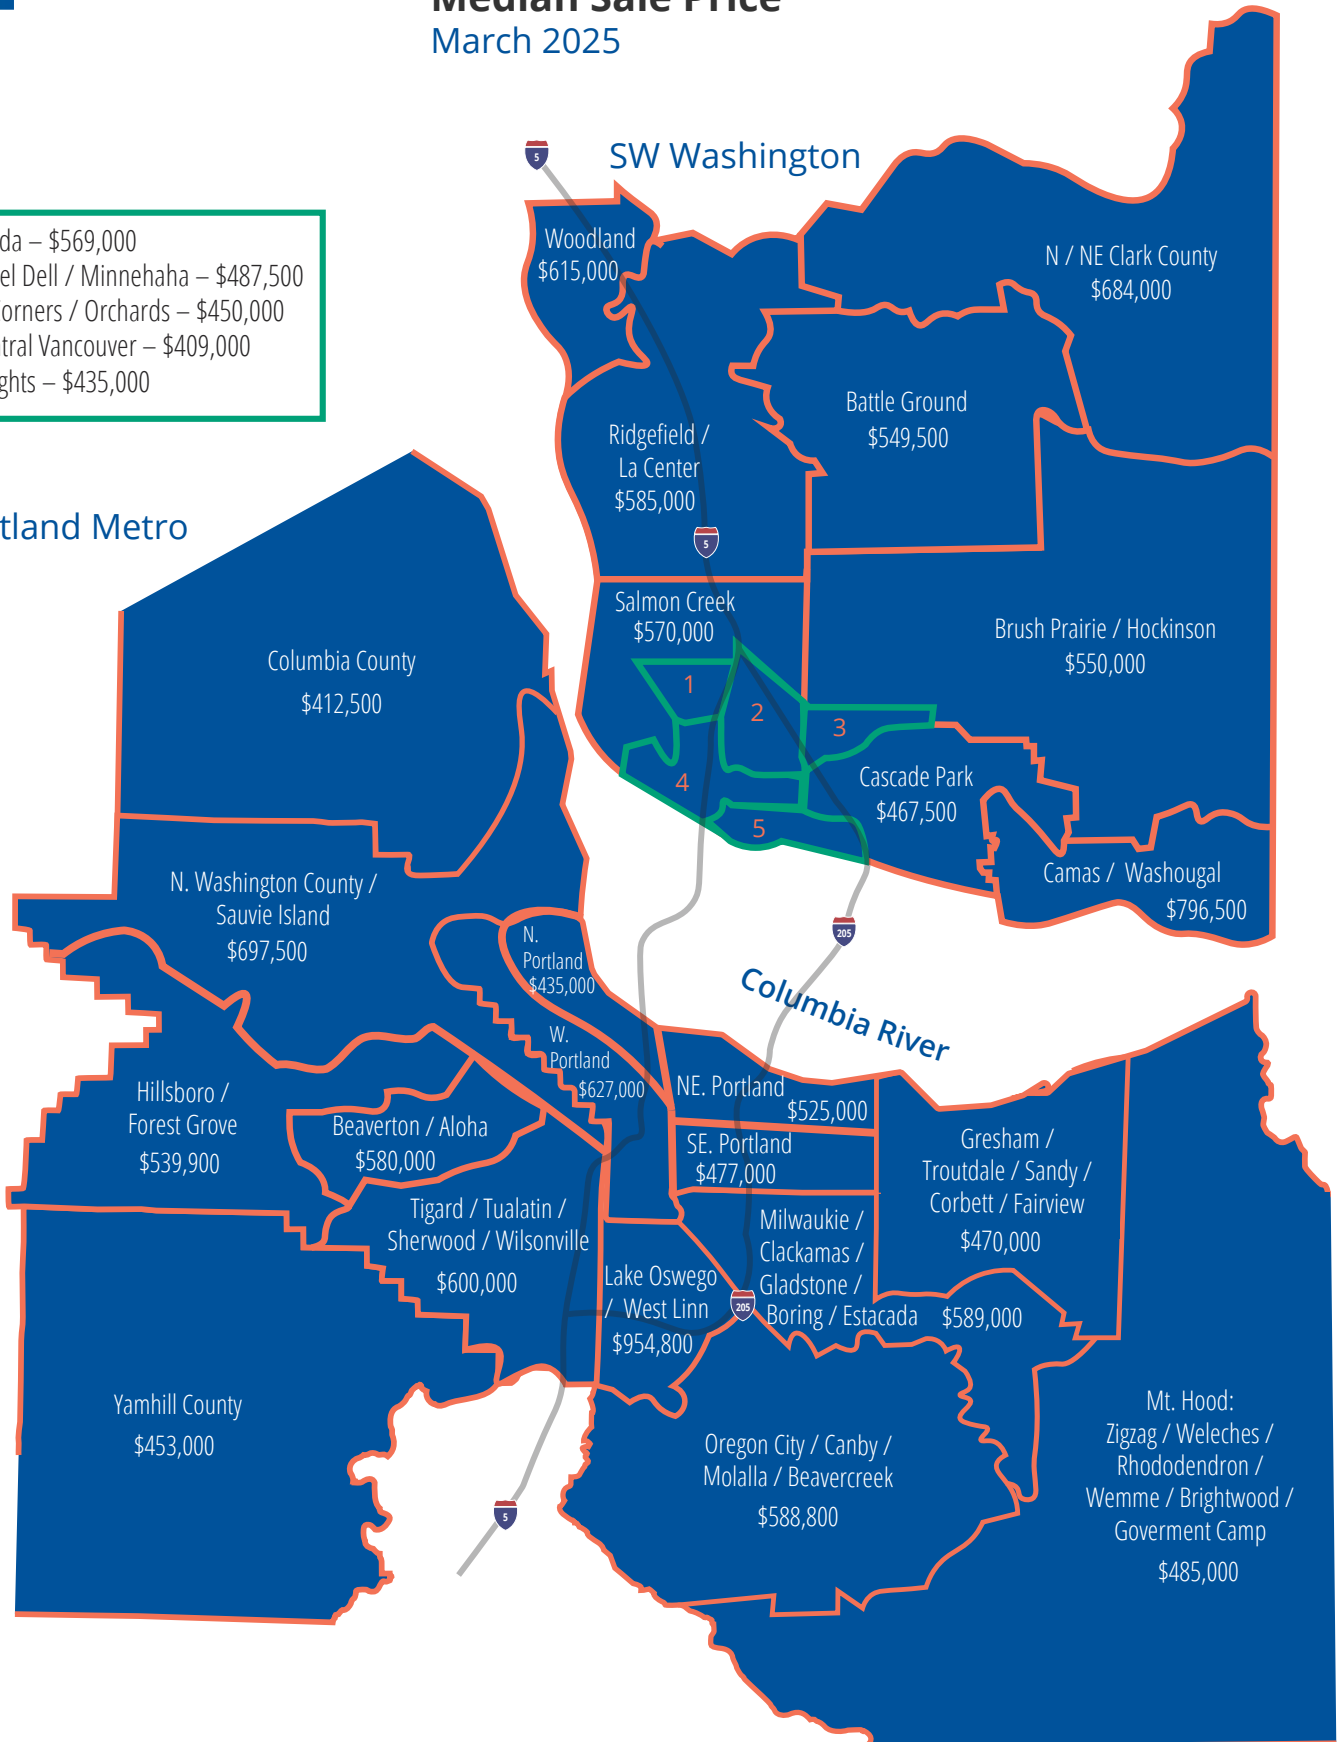 Median Sale Price
March 2025
SW Washington
5
Woodland
$615,000
N / NE Clark County
$684,000
da – $569,000
el Dell / Minnehaha – $487,500
orners / Orchards – $450,000
tral Vancouver – $409,000
ghts – $435,000
Battle Ground
$549,500
Ridgefield /
La Center
$585,000
5
tland Metro
Salmon Creek
$570,000
Brush Prairie / Hockinson
$550,000
Columbia County
$412,500
1
2
3
4
5
Cascade Park
$467,500
Camas / Washougal
$796,500
N. Washington County /
Sauvie Island
$697,500
N.
Portland
$435,000
205
Columbia River
W.
Portland
$627,000
NE. Portland
$525,000
Hillsboro /
Forest Grove
$539,900
Beaverton / Aloha
$580,000
SE. Portland
$477,000
Gresham /
Troutdale / Sandy /
Corbett / Fairview
$470,000
Tigard / Tualatin /
Sherwood / Wilsonville
$600,000
Milwaukie /
Clackamas /
Gladstone /
Boring / Estacada
$589,000
Lake Oswego
/ West Linn
$954,800
205
Yamhill County
$453,000
Oregon City / Canby /
Molalla / Beavercreek
$588,800
Mt. Hood:
Zigzag / Weleches /
Rhododendron /
Wemme / Brightwood /
Goverment Camp
$485,000
5